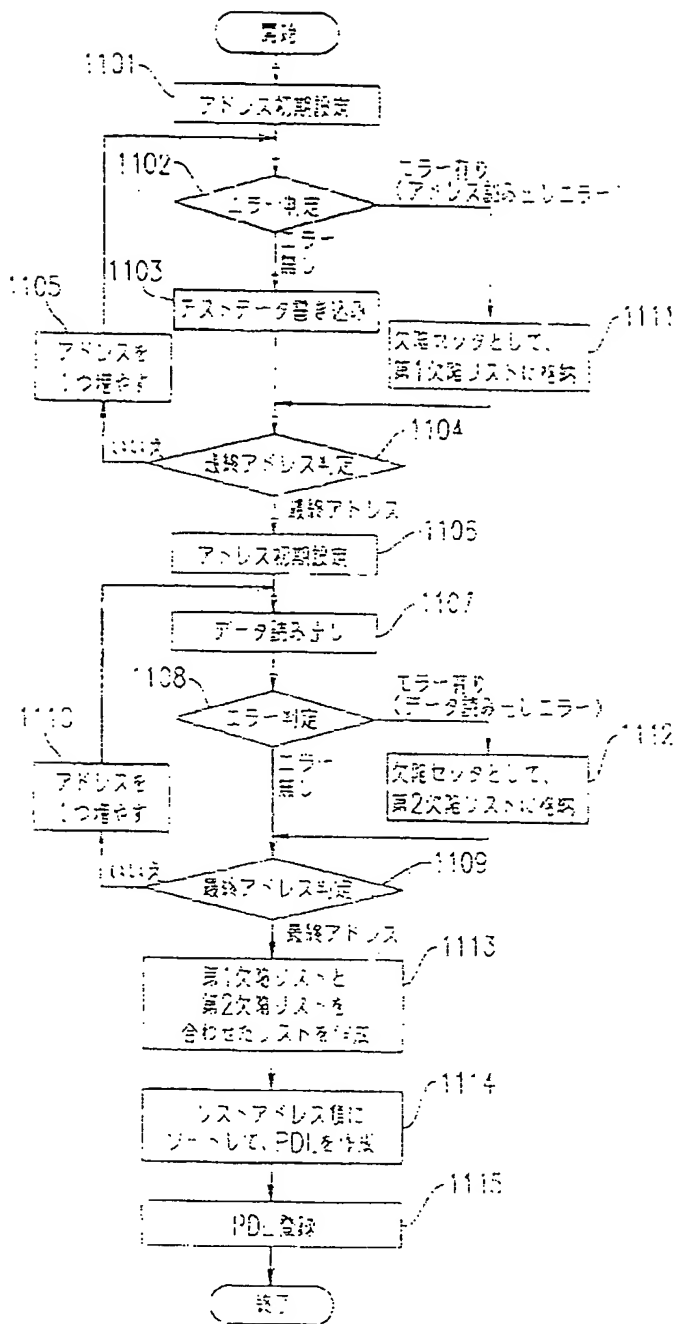 開始
1101
アドレス初期設定
1102
エラー判定
エラー有り
(アドレス読み出しエラー)
エラー
無し
1103
テストデータ書き込み
1105
アドレスを
1つ増やす
1111
欠陥セクタとして、
第1欠陥リストに格納
1104
最終アドレス判定
いいえ
最終アドレス
1106
アドレス初期設定
1107
データ読み出し
1108
エラー判定
エラー有り
(データ読み出しエラー)
エラー
無し
1110
アドレスを
1つ増やす
1112
欠陥セクタとして、
第2欠陥リストに格納
1109
最終アドレス判定
いいえ
最終アドレス
1113
第1欠陥リストと
第2欠陥リストを
合わせたリストを作成
1114
リストアドレス値に
ソートして、PDLを作成
1115
PDL登録
終了